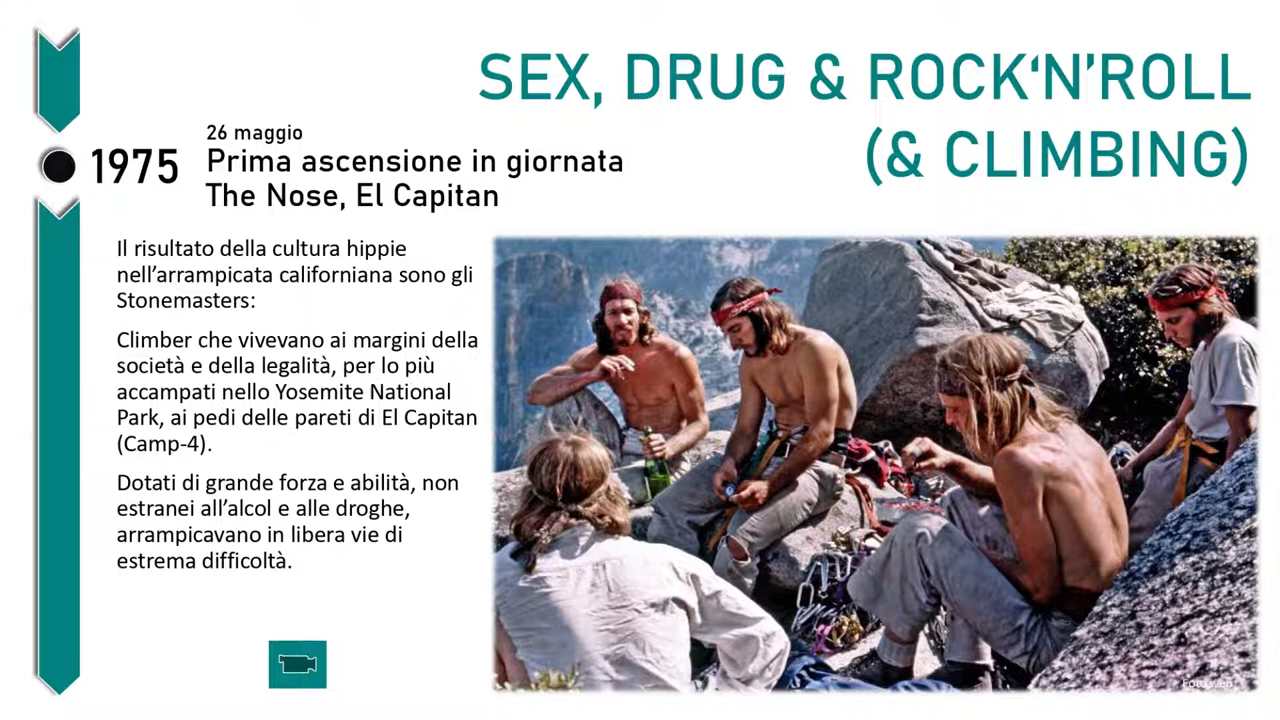 SEX, DRUG & ROCK‘N’ROLL
(& CLIMBING)
1975
26 maggio
Prima ascensione in giornata
The Nose, El Capitan
Il risultato della cultura hippie
nell’arrampicata californiana sono gli
Stonemasters:
Climber che vivevano ai margini della
società e della legalità, per lo più
accampati nello Yosemite National
Park, ai pedi delle pareti di El Capitan
(Camp-4).
Dotati di grande forza e abilità, non
estranei all’alcol e alle droghe,
arrampicavano in libera vie di
estrema difficoltà.
Foto web